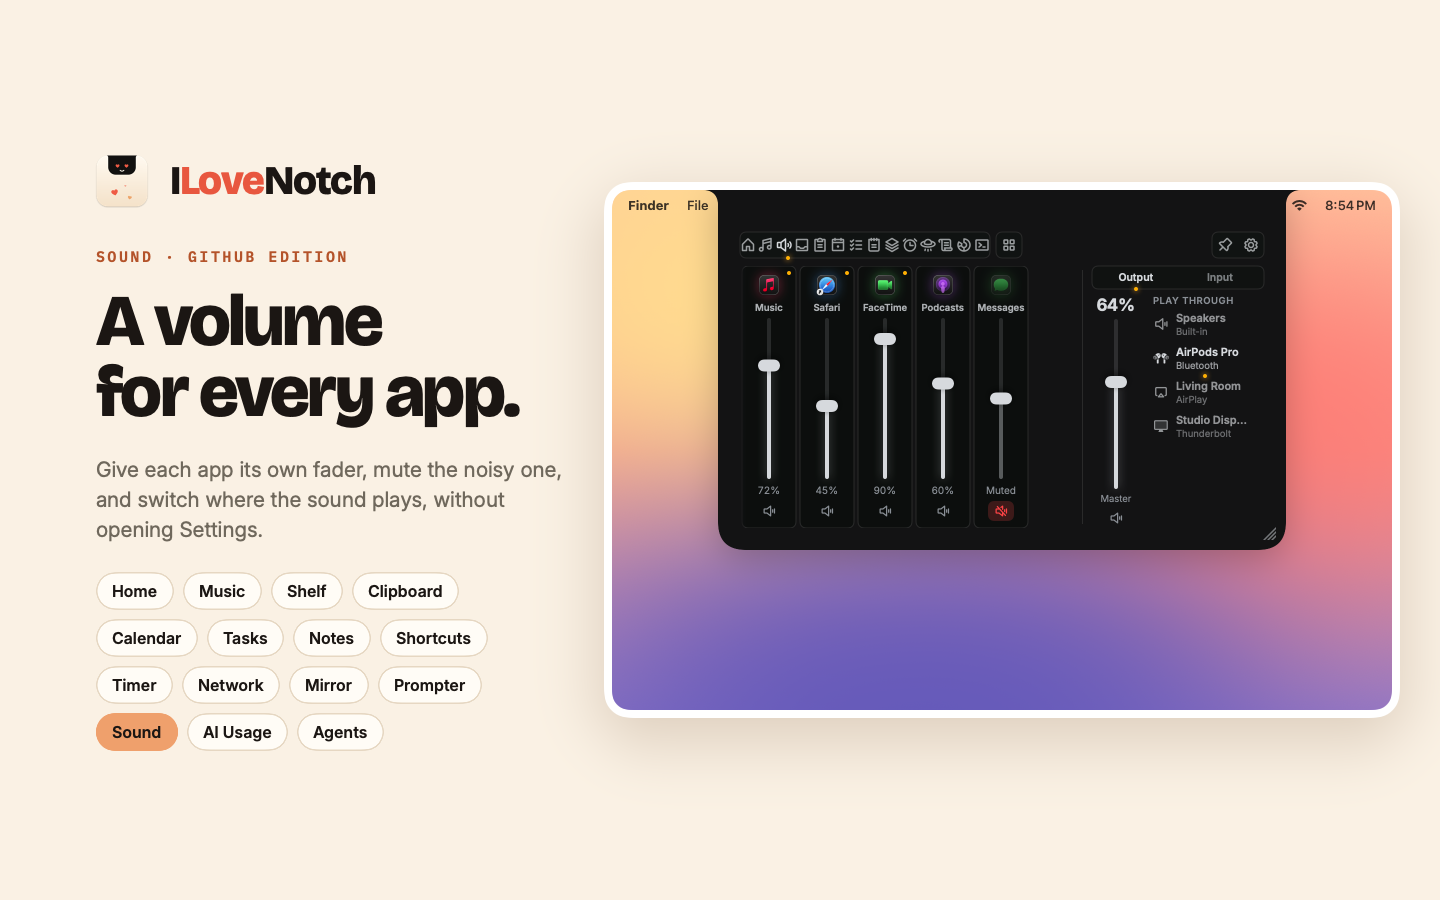 ILoveNotch
SOUND · GITHUB EDITION
A volume
for every app.
Give each app its own fader, mute the noisy one,
and switch where the sound plays, without
opening Settings.
Home Music Shelf Clipboard
Calendar Tasks Notes Shortcuts
Timer Network Mirror Prompter
Sound AI Usage Agents
Finder File 8:54 PM
Output Input
Music Safari FaceTime Podcasts Messages
72% 45% 90% 60% Muted
64%
Master
PLAY THROUGH
Speakers
Built-in
AirPods Pro
Bluetooth
Living Room
AirPlay
Studio Disp...
Thunderbolt